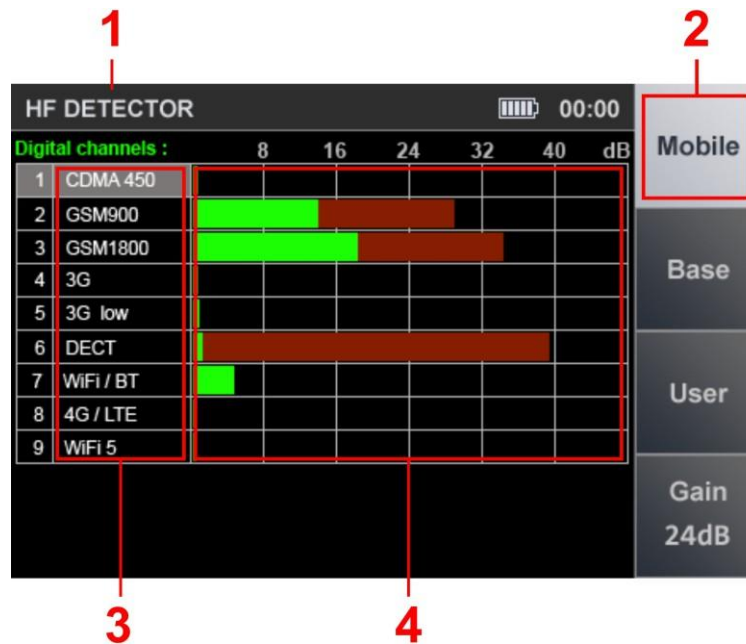 1 2
HF DETECTOR 00:00
Digital channels : 8 16 24 32 40 dB
1 CDMA 450
2 GSM900
3 GSM1800
4 3G
5 3G low
6 DECT
7 WiFi / BT
8 4G / LTE
9 WiFi 5
Mobile
Base
User
Gain
24dB
3 4